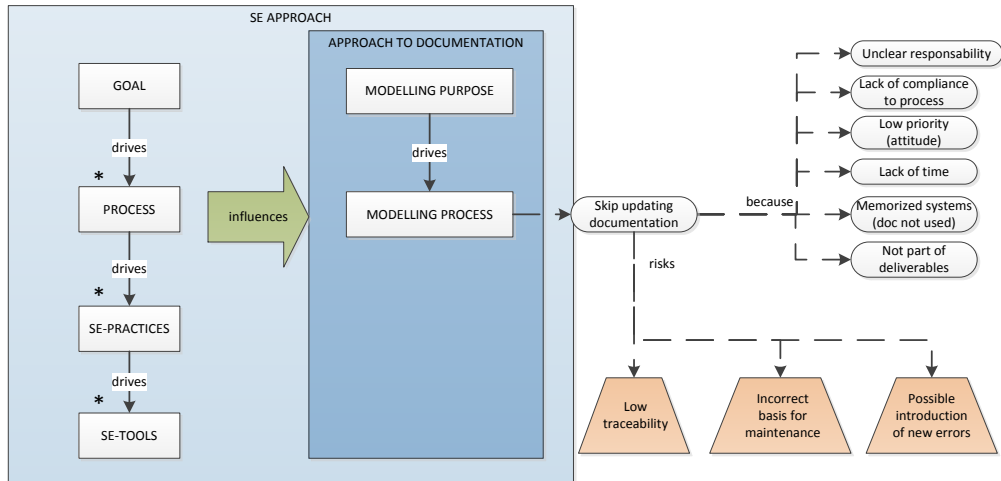 SE APPROACH
APPROACH TO DOCUMENTATION
GOAL
drives
*
PROCESS
drives
*
SE-PRACTICES
drives
*
SE-TOOLS
influences
MODELLING PURPOSE
drives
MODELLING PROCESS
Skip updating
documentation
because
Unclear responsability
Lack of compliance
to process
Low priority
(attitude)
Lack of time
Memorized systems
(doc not used)
Not part of
deliverables
risks
Low
traceability
Incorrect
basis for
maintenance
Possible
introduction
of new errors